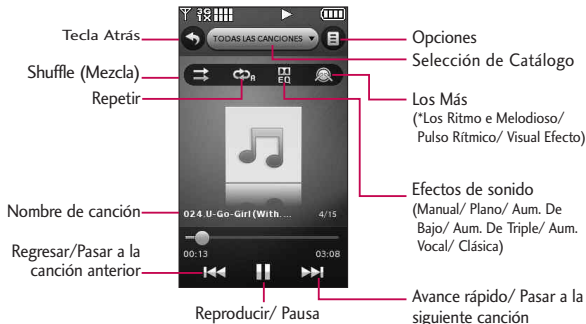 3G
1X
Tecla Atrás
TODAS LAS CANCIONES
Opciones
Selección de Catálogo
Shuffle (Mezcla)
Repetir
A
EQ
Los Más
(*Los Ritmo e Melodioso/
Pulso Rítmico/ Visual Efecto)
Efectos de sonido
(Manual/ Plano/ Aum. De
Bajo/ Aum. De Triple/ Aum.
Vocal/ Clásica)
Nombre de canción
024.U-Go-Girl (With....
4/15
00:13
03:08
Regresar/Pasar a la
canción anterior
Reproducir/ Pausa
Avance rápido/ Pasar a la
siguiente canción